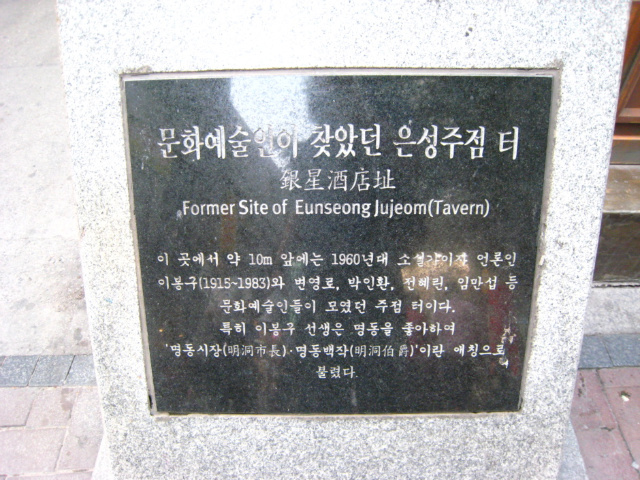 문화예술인이 찾았던 은성주점 터
銀星酒店址
Former Site of Eunseong Jujeom(Tavern)
이 곳에서 약 10m 앞에는 1960년대 소설가이자 언론인
이봉구(1915~1983)와 변영로, 박인환, 전혜린, 임만섭 등
문화예술인들이 모였던 주점 터이다.
특히 이봉구 선생은 명동을 좋아하며
'명동시장(明洞市長)·명동백작(明洞伯爵)'이란 애칭으로
불렸다.